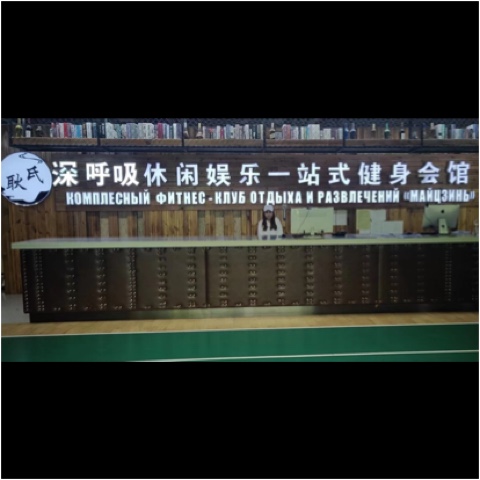 耿氏
深呼吸休闲娱乐一站式健身会馆
КОМПЛЕСНЫЙ ФИТНЕС-КЛУБ ОТДЫХА И РАЗВЛЕЧЕНИЙ «МАЙЦЗИНЬ»